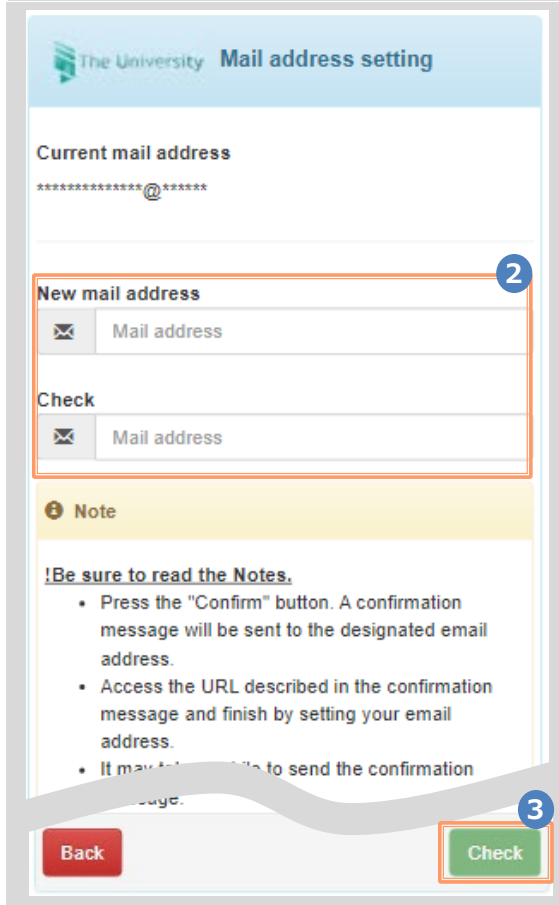 The University Mail address setting
Current mail address
**************@******
2
New mail address
Mail address
Check
Mail address
Note
!Be sure to read the Notes.
• Press the "Confirm" button. A confirmation
message will be sent to the designated email
address.
• Access the URL described in the confirmation
message and finish by setting your email
address.
• It may to send the confirmation
3
Back
Check